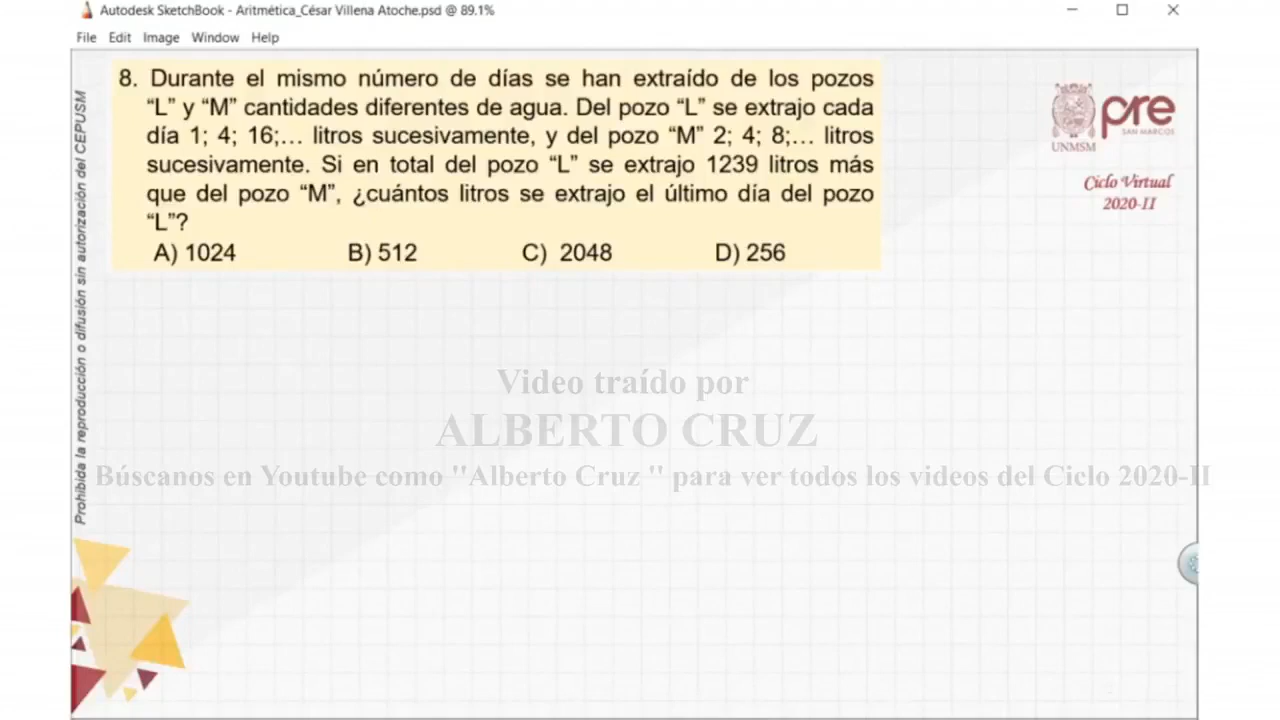 Autodesk SketchBook - Aritmética_César Villena Atoche.psd @ 89.1%
File Edit Image Window Help
8. Durante el mismo número de días se han extraído de los pozos
“L” y “M” cantidades diferentes de agua. Del pozo “L” se extrajo cada
día 1; 4; 16;… litros sucesivamente, y del pozo “M” 2; 4; 8;… litros
sucesivamente. Si en total del pozo “L” se extrajo 1239 litros más
que del pozo “M”, ¿cuántos litros se extrajo el último día del pozo
“L”?
A) 1024 B) 512 C) 2048 D) 256
pre
SAN MARCOS
UNMSM
Ciclo Virtual
2020-II
Prohibida la reproducción o difusión sin autorización del CEPUSM
Video traído por
ALBERTO CRUZ
Búscanos en Youtube como "Alberto Cruz " para ver todos los videos del Ciclo 2020-II